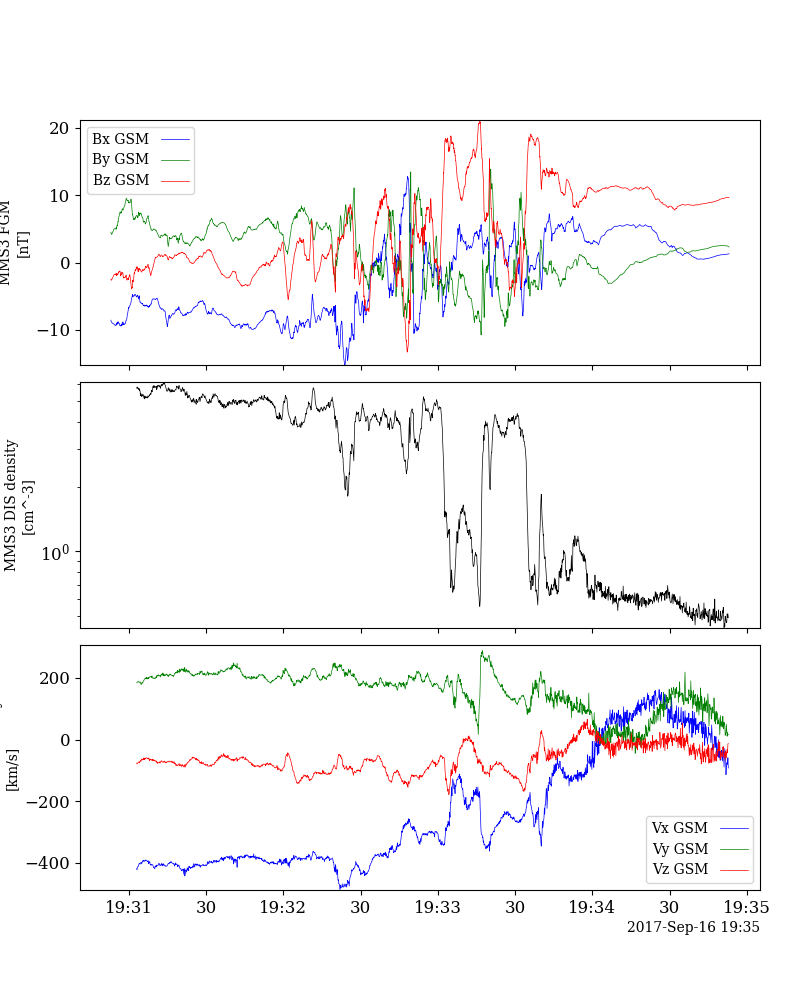 20
10
0
−10
MMS3 FGM
[nT]
Bx GSM
By GSM
Bz GSM
MMS3 DIS density
[cm^-3]
10^0
200
0
−200
−400
[km/s]
Vx GSM
Vy GSM
Vz GSM
19:31 30 19:32 30 19:33 30 19:34 30 19:35
2017-Sep-16 19:35